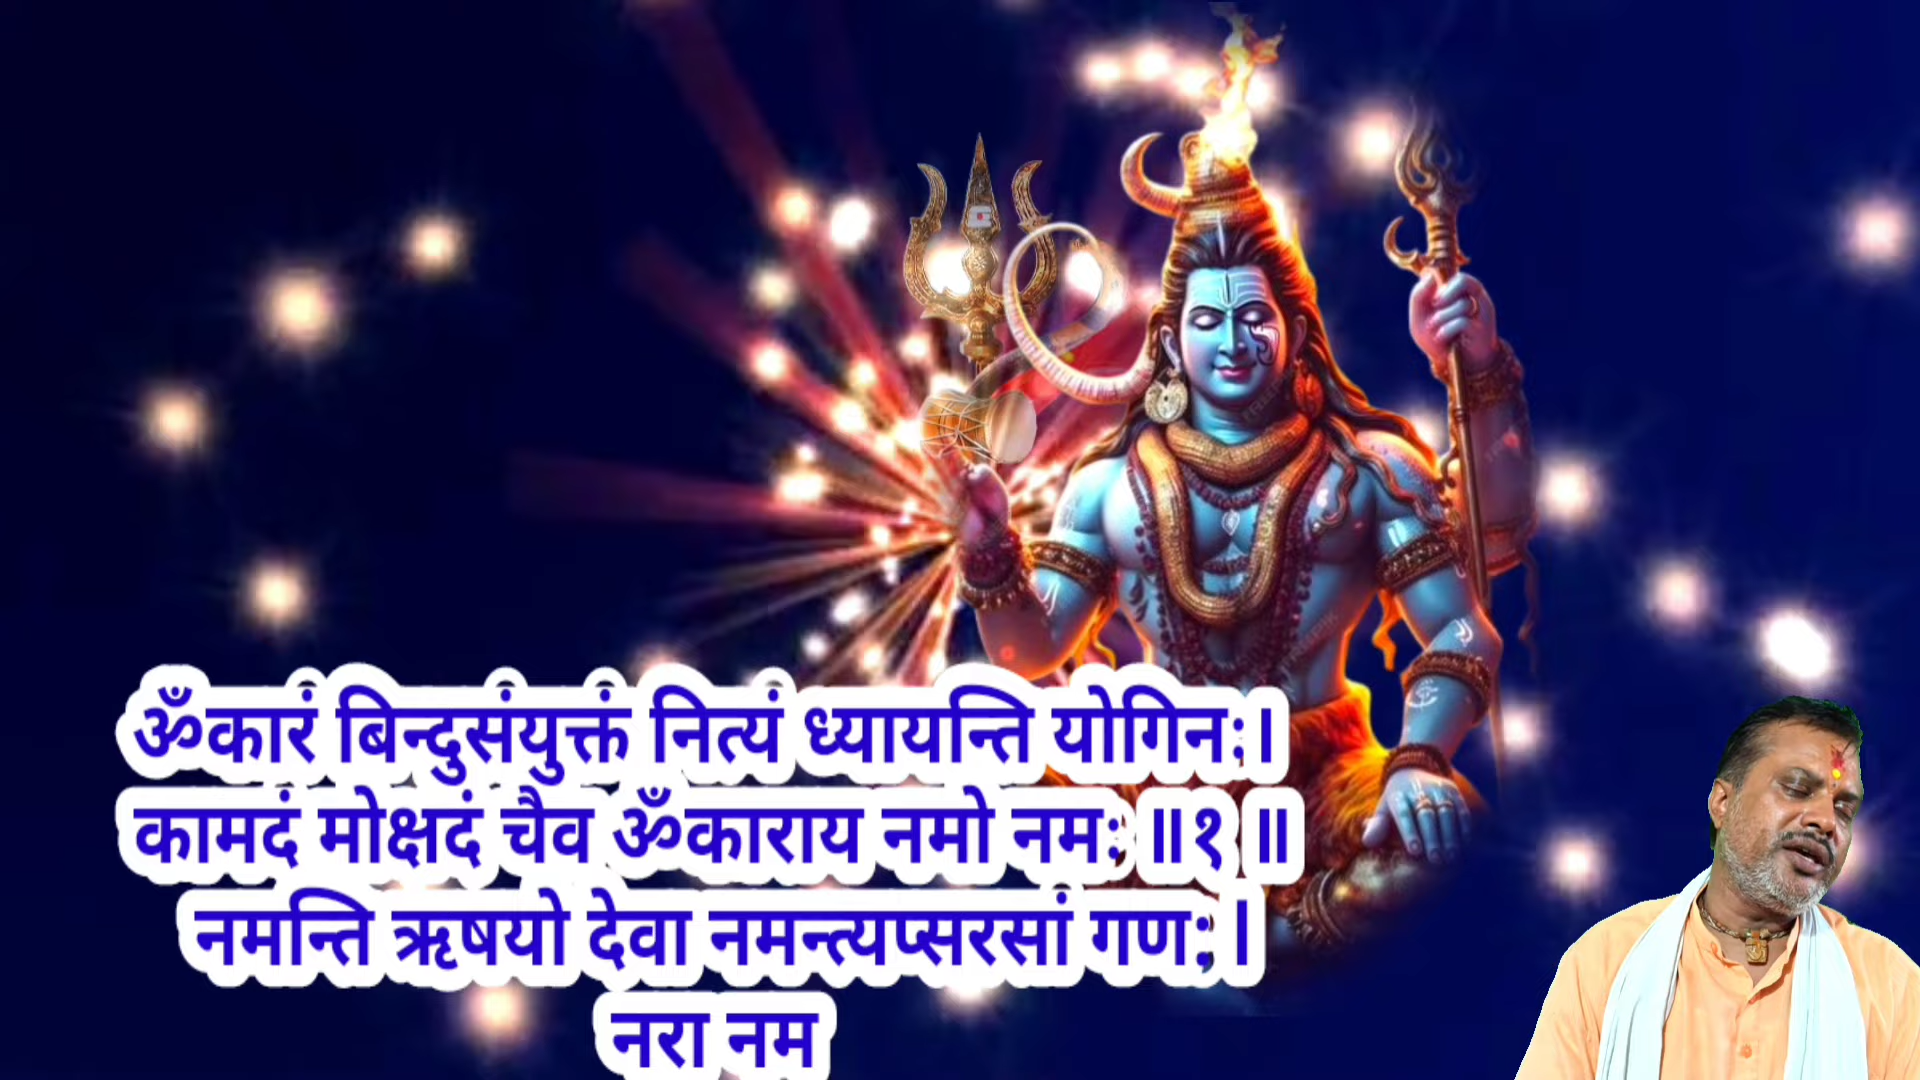 ॐकारं बिन्दुसंयुक्तं नित्यं ध्यायन्ति योगिनः।
कामदं मोक्षदं चैव ॐकाराय नमो नमः ॥१ ॥
नमन्ति ऋषयो देवा नमन्त्यप्सरसां गणः।
नरा नम